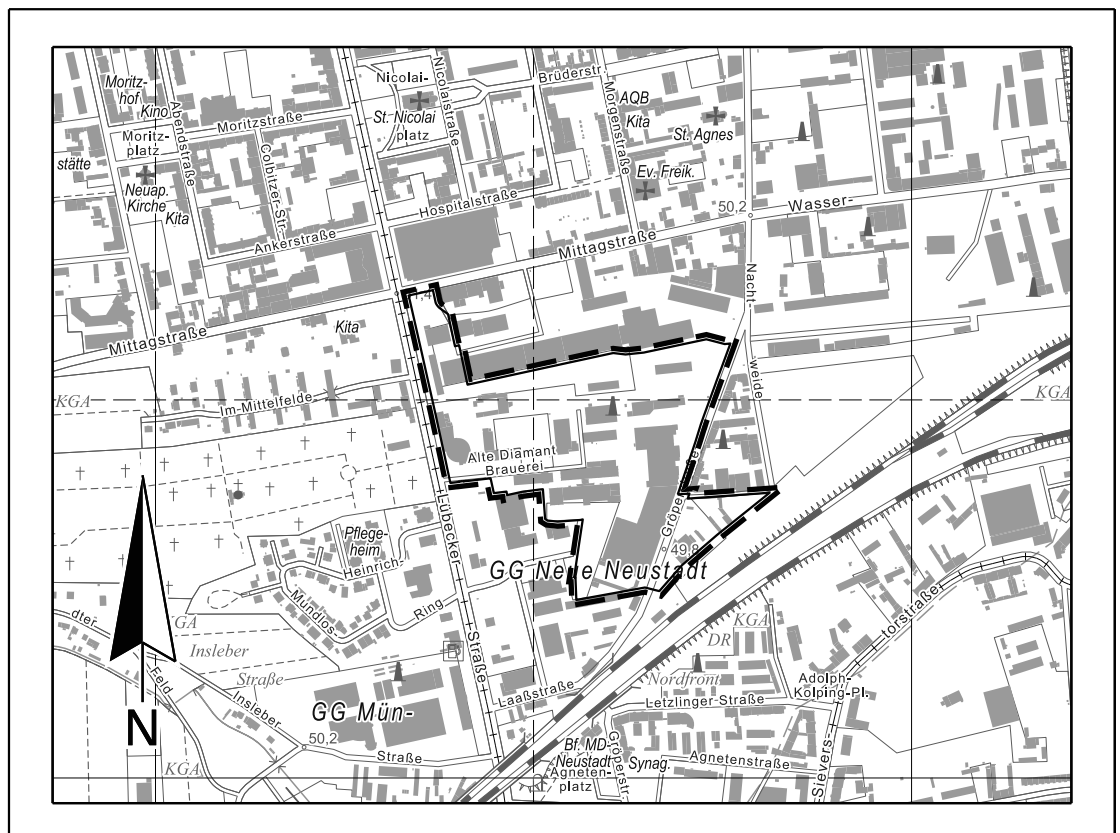 Moritz-
hof
Kino
Moritz-
platz
Abendstraße
Moritzstraße
Colbitzer-Str.
Nicolai-
St. Nicolai
platz
Nicolaistraße
Brüderstr.
Morgenstraße
AQB
Kita
St. Agnes
Ev. Freik.
stätte
Neuap.
Kirche
Kita
Ankerstraße
Hospitalstraße
Mittagstraße
50,2
Wasser-
Nacht-
weide
Mittagstraße
Kita
KGA
Im-Mittelfelde
KGA
Alte Diamant
Brauerei
Lübecker
Straße
Pflege-
heim
Heinrich-
Mündlos-
Ring
49,8
GG Neue Neustadt
dter
Feld
Insleber
Straße
Insleber
Straße
50,2
KGA
GG Mün-
N
Laaßstraße
KGA
DR
Nordfront
Letzlinger-Straße
Adolph-
Kolping-Pl.
torstraße
Bf. MD-
Neustadt
Agneten-
platz
Gröperstr.
Synag.
Agnetenstraße
Sievers-